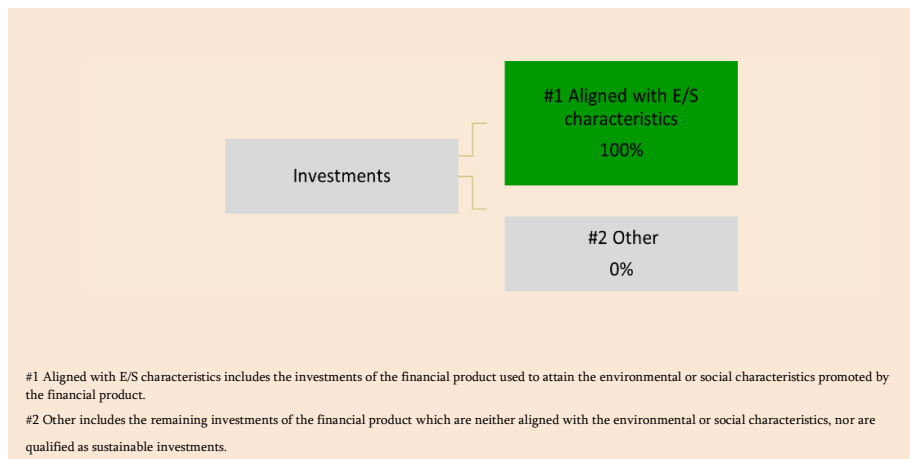 #1 Aligned with E/S
characteristics
100%
Investments
#2 Other
0%
#1 Aligned with E/S characteristics includes the investments of the financial product used to attain the environmental or social characteristics promoted by
the financial product.
#2 Other includes the remaining investments of the financial product which are neither aligned with the environmental or social characteristics, nor are
qualified as sustainable investments.